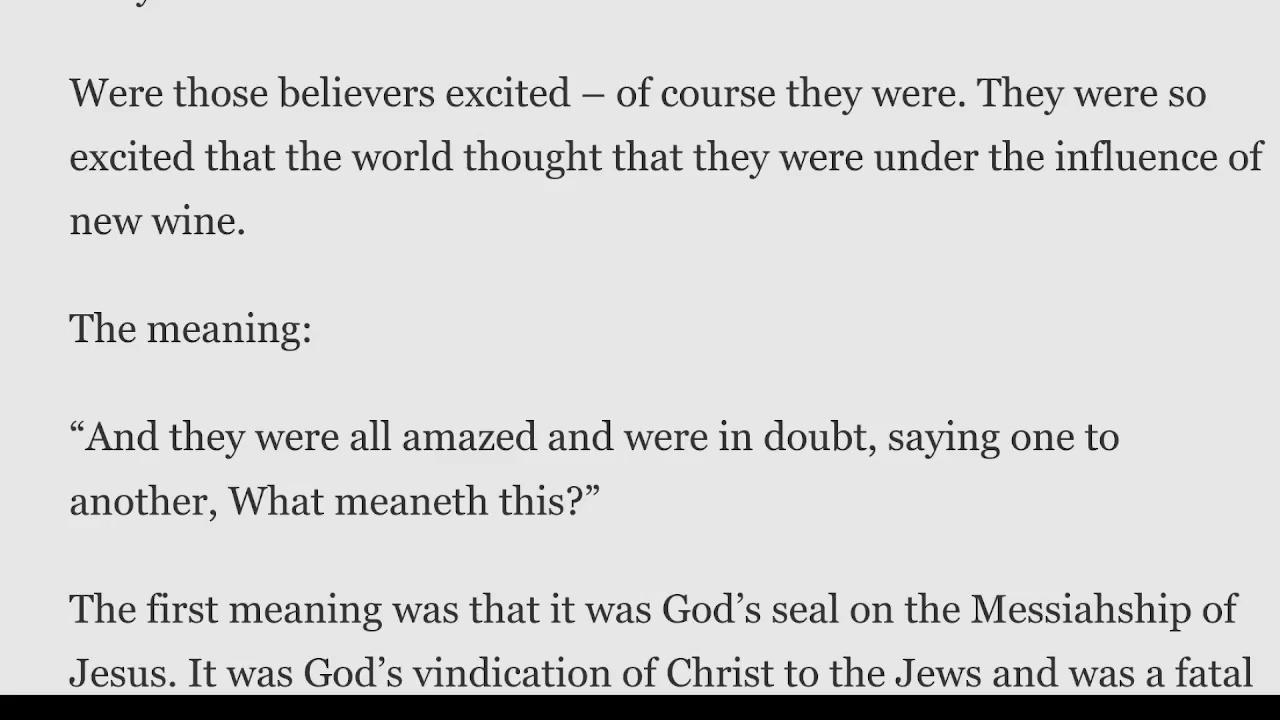 Were those believers excited – of course they were. They were so
excited that the world thought that they were under the influence of
new wine.
The meaning:
“And they were all amazed and were in doubt, saying one to
another, What meaneth this?”
The first meaning was that it was God’s seal on the Messiahship of
Jesus. It was God’s vindication of Christ to the Jews and was a fatal